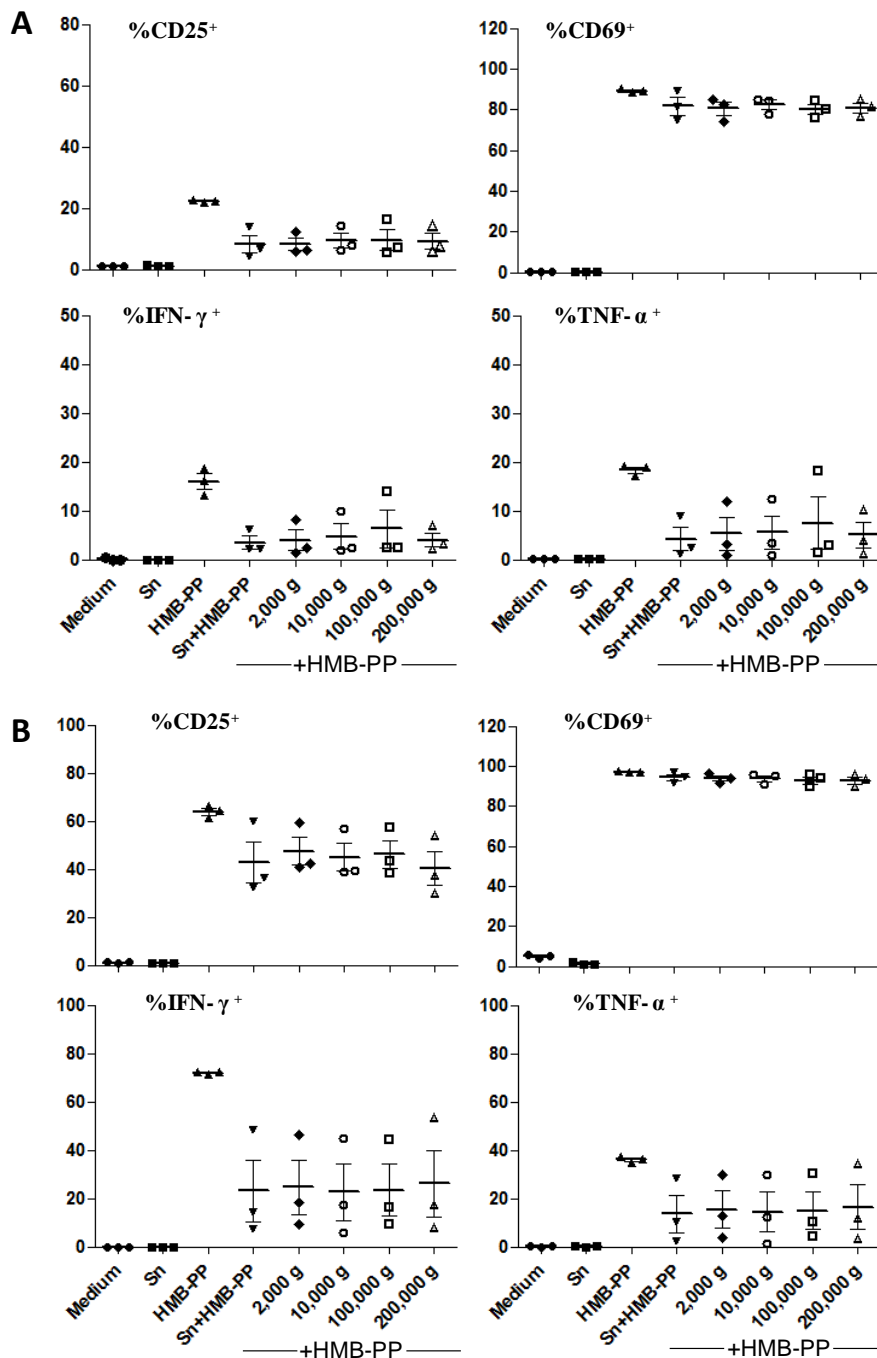 A
%CD25+
80
60
40
20
0
%CD69+
120
100
80
60
40
20
0
%IFN- γ +
50
40
30
20
10
0
%TNF- α +
50
40
30
20
10
0
Medium
Sn
HMB-PP
Sn+HMB-PP
2,000 g
10,000 g
100,000 g
200,000 g
+HMB-PP
Medium
Sn
HMB-PP
Sn+HMB-PP
2,000 g
10,000 g
100,000 g
200,000 g
+HMB-PP
B
%CD25+
100
80
60
40
20
0
%CD69+
120
100
80
60
40
20
0
%IFN- γ +
100
80
60
40
20
0
%TNF- α +
100
80
60
40
20
0
Medium
Sn
HMB-PP
Sn+HMB-PP
2,000 g
10,000 g
100,000 g
200,000 g
+HMB-PP
Medium
Sn
HMB-PP
Sn+HMB-PP
2,000 g
10,000 g
100,000 g
200,000 g
+HMB-PP